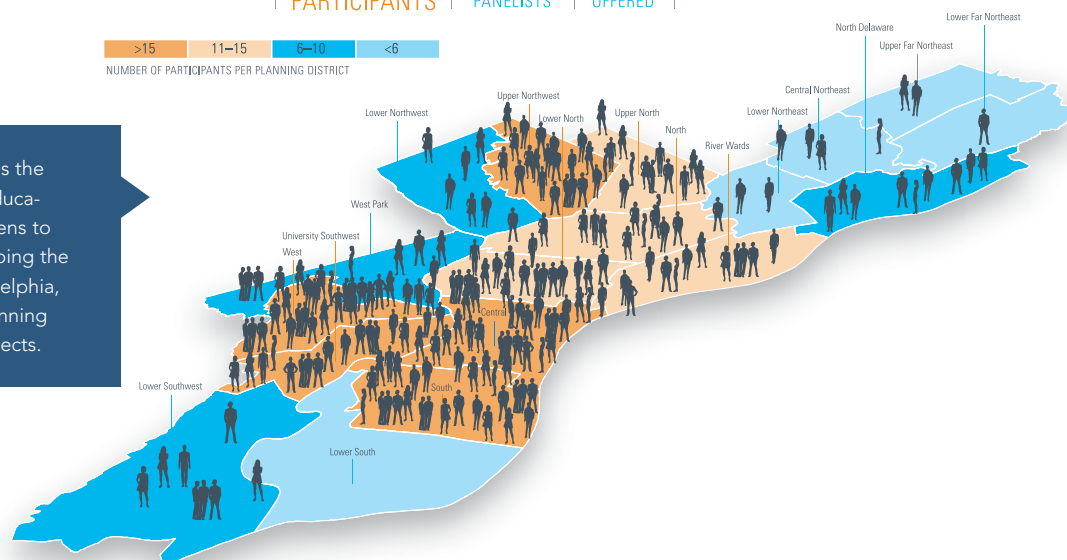 PARTICIPANTS
PANELISTS
OFFERED
>15
11–15
6–10
<6
NUMBER OF PARTICIPANTS PER PLANNING DISTRICT
Lower Far Northeast
North Delaware
Upper Far Northeast
Central Northeast
Lower Northeast
Upper Northwest
Lower Northwest
Lower North
Upper North
North
River Wards
West Park
University Southwest
West
Central
South
Lower Southwest
Lower South
s the
duca-
ens to
ping the
delphia,
nning
ects.